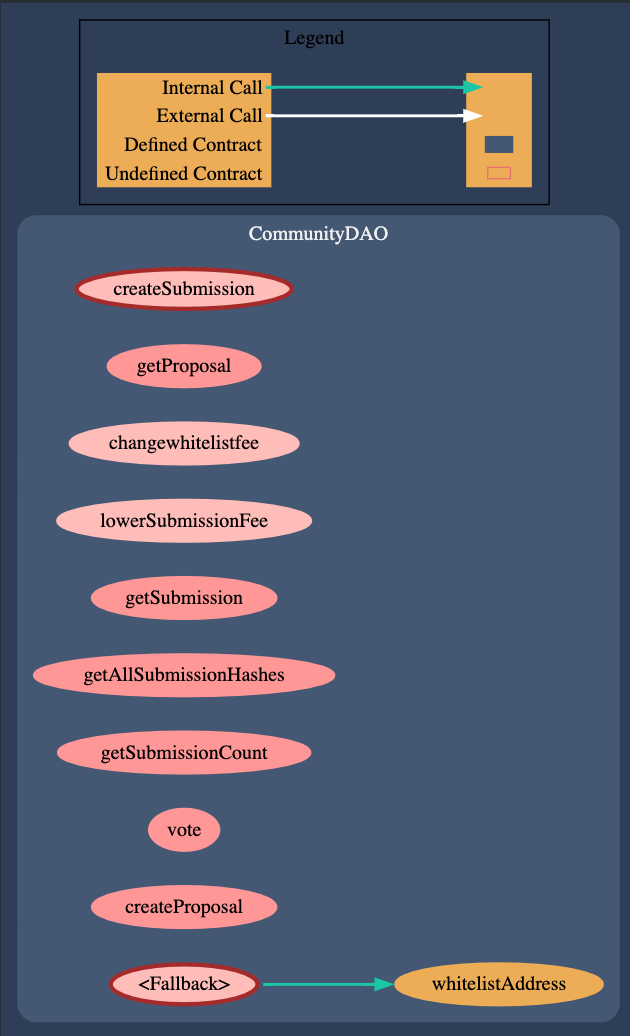 Legend
Internal Call
External Call
Defined Contract
Undefined Contract
CommunityDAO
createSubmission
getProposal
changewhitelistfee
lowerSubmissionFee
getSubmission
getAllSubmissionHashes
getSubmissionCount
vote
createProposal
<Fallback> whitelistAddress